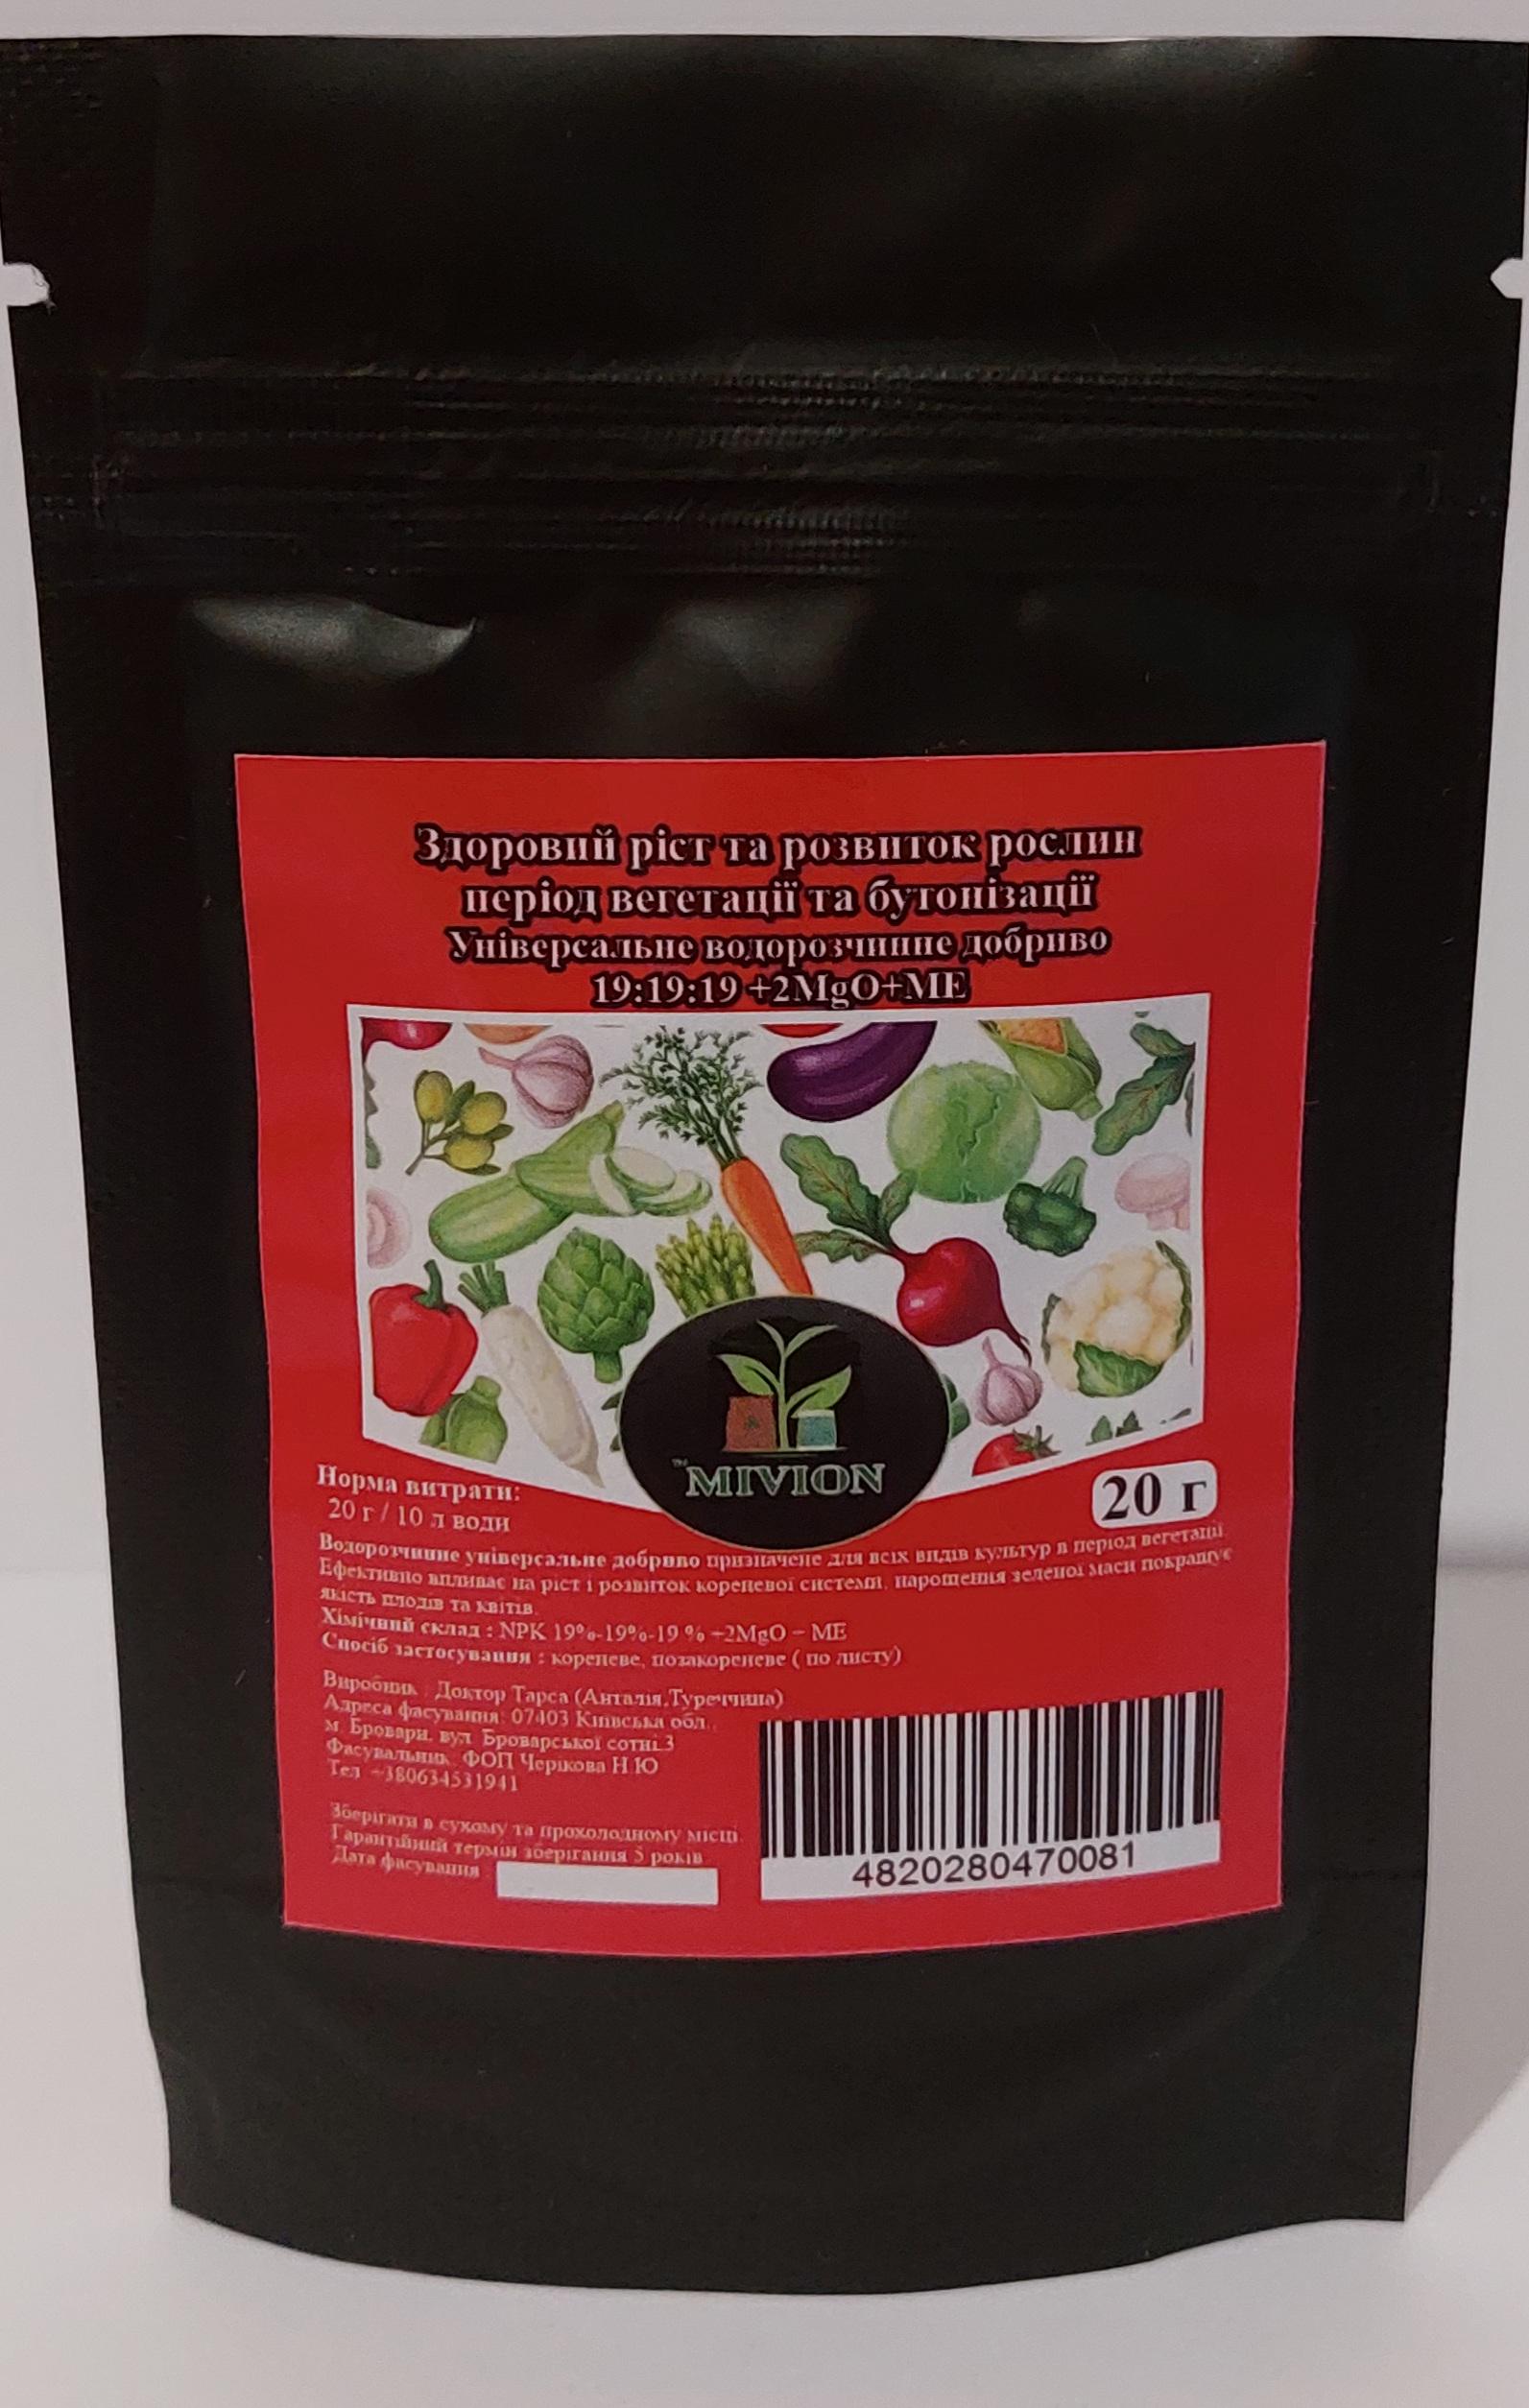 Здоровий ріст та розвиток рослин
період вегетації та бутонізації
Універсальне водорозчинне добриво
19:19:19 +2MgO+ME
™MIVION
20 г
Норма витрати:
20 г / 10 л води
Водорозчинне універсальне добриво призначене для всіх видів культур в період вегетації.
Ефективно впливає на ріст і розвиток кореневої системи, нарощення зеленої маси покращує
якість плодів та квітів.
Хімічний склад : NPK 19%-19%-19 % +2MgO + ME
Спосіб застосування : кореневе, позакореневе ( по листу)
Виробник : Доктор Тарса (Анталія,Туреччина)
Адреса фасування: 07403 Київська обл.,
м. Бровари, вул. Броварської сотні,3
Фасувальник: ФОП Черікова Н.Ю
Тел. +380634531941
Зберігати в сухому та прохолодному місці.
Гарантійний термін зберігання 5 років
Дата фасування
4820280470081